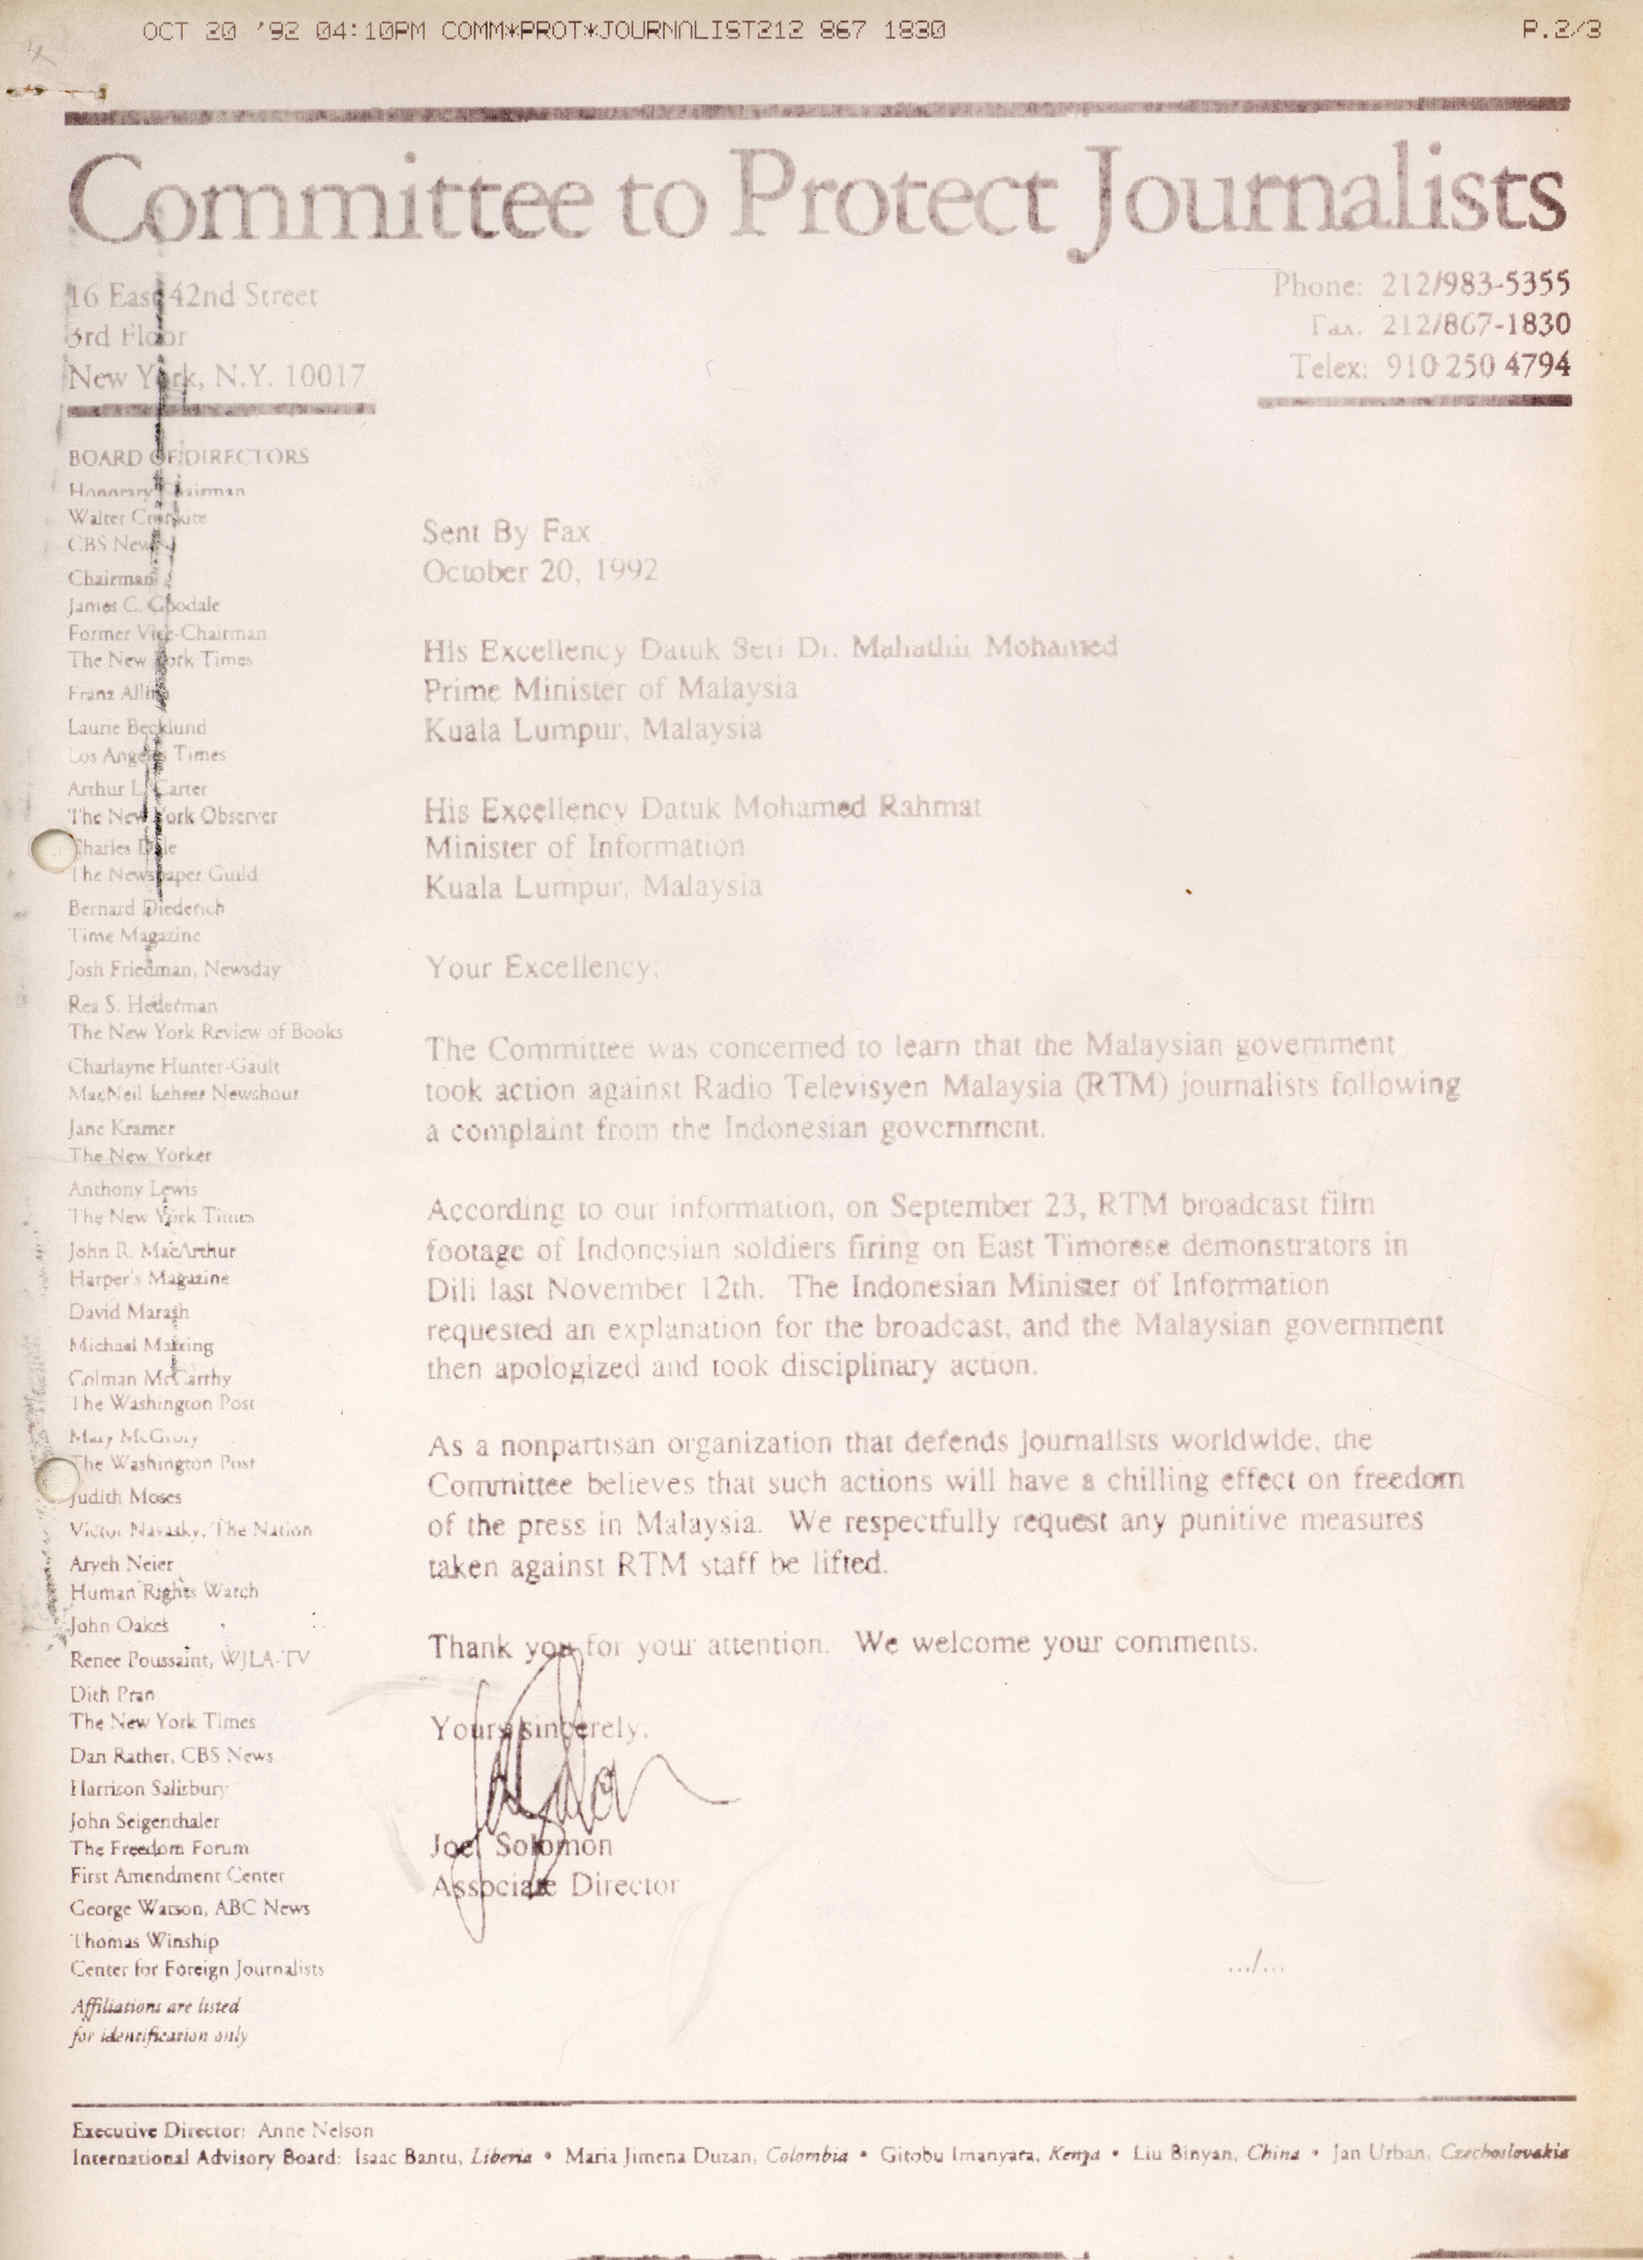 OCT 20 '92 04:10PM COMM*PROT*JOURNALIST212 867 1830 P.2/3
Committee to Protect Journalists
16 East 42nd Street
3rd Floor
New York, N.Y. 10017
Phone: 212/983-5355
Fax: 212/867-1830
Telex: 910 250 4794
BOARD OF DIRECTORS
Honorary Chairman
Walter Cronkite
CBS News
Chairman
James C. Goodale
Former Vice-Chairman
The New York Times
Franz Allina
Laurie Becklund
Los Angeles Times
Arthur L. Carter
The New York Observer
Charles Dale
The Newspaper Guild
Bernard Diederich
Time Magazine
Josh Friedman, Newsday
Rea S. Hederman
The New York Review of Books
Charlayne Hunter-Gault
MacNeil Lehrer Newshour
Jane Kramer
The New Yorker
Anthony Lewis
The New York Times
John R. MacArthur
Harper's Magazine
David Marash
Michael Massing
Colman McCarthy
The Washington Post
Mary McGrory
The Washington Post
Judith Moses
Victor Navasky, The Nation
Aryeh Neier
Human Rights Watch
John Oakes
Renee Poussaint, WJLA-TV
Dith Pran
The New York Times
Dan Rather, CBS News
Harrison Salisbury
John Seigenthaler
The Freedom Forum
First Amendment Center
George Watson, ABC News
Thomas Winship
Center for Foreign Journalists
Affiliations are listed
for identification only
Sent By Fax
October 20, 1992
His Excellency Datuk Seri Dr. Mahathir Mohamed
Prime Minister of Malaysia
Kuala Lumpur, Malaysia
His Excellency Datuk Mohamed Rahmat
Minister of Information
Kuala Lumpur, Malaysia
Your Excellency:
The Committee was concerned to learn that the Malaysian government
took action against Radio Televisyen Malaysia (RTM) journalists following
a complaint from the Indonesian government.
According to our information, on September 23, RTM broadcast film
footage of Indonesian soldiers firing on East Timorese demonstrators in
Dili last November 12th. The Indonesian Minister of Information
requested an explanation for the broadcast, and the Malaysian government
then apologized and took disciplinary action.
As a nonpartisan organization that defends journalists worldwide, the
Committee believes that such actions will have a chilling effect on freedom
of the press in Malaysia. We respectfully request any punitive measures
taken against RTM staff be lifted.
Thank you for your attention. We welcome your comments.
Yours sincerely,
Joel Solomon
Associate Director
.../...
Executive Director: Anne Nelson
International Advisory Board: Isaac Bantu, Liberia • Maria Jimena Duzan, Colombia • Gitobu Imanyara, Kenya • Liu Binyan, China • Jan Urban, Czechoslovakia